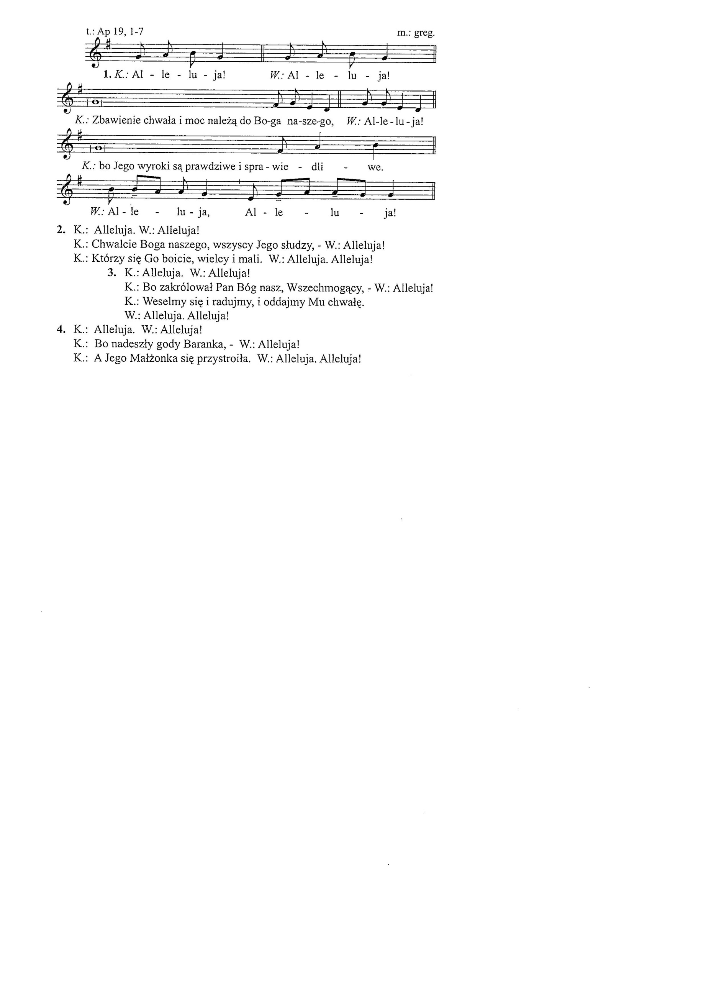 t.: Ap 19, 1-7 m.: greg.
1. K.: Al - le - lu - ja! W.: Al - le - lu - ja!
K.: Zbawienie chwała i moc należą do Bo-ga na-sze-go, W.: Al-le-lu-ja!
K.: bo Jego wyroki są prawdziwe i spra - wie - dli - we.
W.: Al - le - lu - ja, Al - le - lu - ja!
2. K.: Alleluja. W.: Alleluja!
K.: Chwalcie Boga naszego, wszyscy Jego słudzy, - W.: Alleluja!
K.: Którzy się Go boicie, wielcy i mali. W.: Alleluja. Alleluja!
3. K.: Alleluja. W.: Alleluja!
K.: Bo zakrólował Pan Bóg nasz, Wszechmogący, - W.: Alleluja!
K.: Weselmy się i radujmy, i oddajmy Mu chwałę.
W.: Alleluja. Alleluja!
4. K.: Alleluja. W.: Alleluja!
K.: Bo nadeszły gody Baranka, - W.: Alleluja!
K.: A Jego Małżonka się przystroiła. W.: Alleluja. Alleluja!